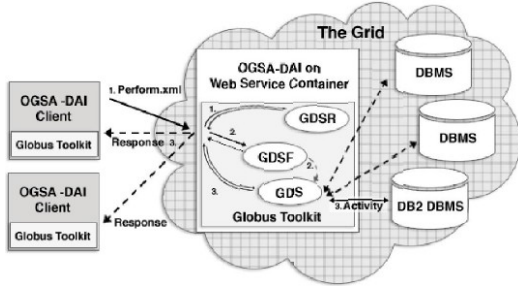 The Grid
OGSA-DAI on
Web Service Container
DBMS
OGSA -DAI
Client
Globus Toolkit
1. Perform.xml
Response 3.
1.
GDSR
2.
GDSF
2.
3.
GDS
Globus Toolkit
DBMS
3.Activity
DB2 DBMS
OGSA -DAI
Client
Globus Toolkit
Response